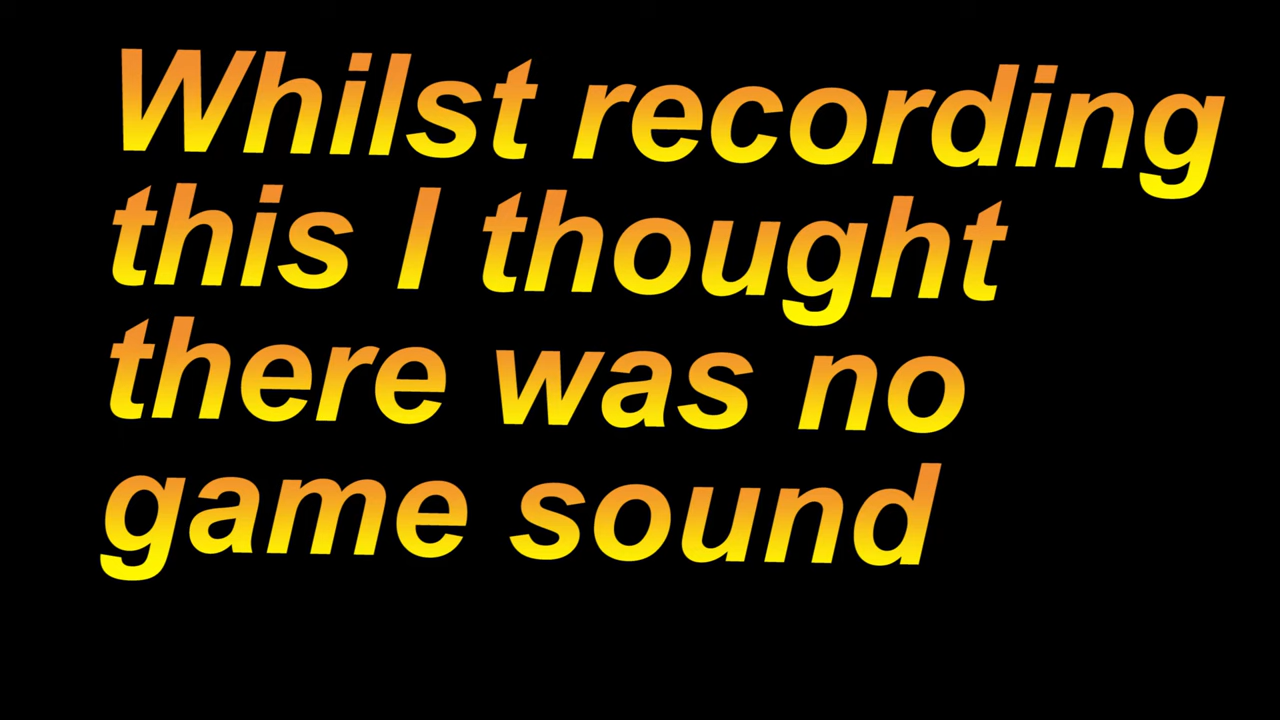 Whilst recording
this I thought
there was no
game sound